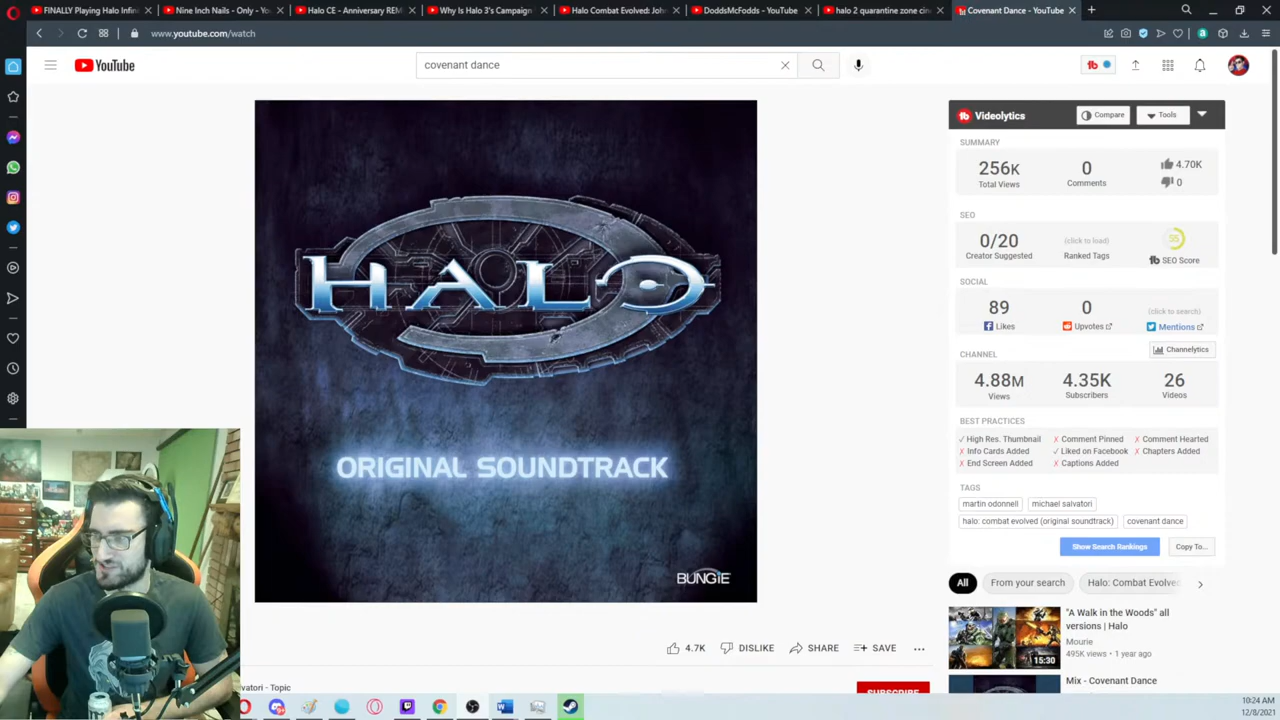 FINALLY Playing Halo Infin
Nine Inch Nails - Only - Yo
Halo CE - Anniversary REM
Why Is Halo 3's Campaign
Halo Combat Evolved: Joh
DoddsMcDodds - YouTube
halo 2 quarantine zone cin
Covenant Dance - YouTube
www.youtube.com/watch
YouTube
covenant dance
HALO
ORIGINAL SOUNDTRACK
BUNGIE
4.7K
DISLIKE
SHARE
SAVE
lvatori - Topic
SUBSCRIBE
Videolytics
Compare
Tools
SUMMARY
256K
0
4.70K
Total Views
Comments
0
SEO
0/20
(click to load)
55
Creator Suggested
Ranked Tags
SEO Score
SOCIAL
89
0
(click to search)
Likes
Upvotes
Mentions
CHANNEL
Channelytics
4.88M
4.35K
26
Views
Subscribers
Videos
BEST PRACTICES
✓ High Res. Thumbnail
✗ Comment Pinned
✗ Comment Hearted
✗ Info Cards Added
✓ Liked on Facebook
✗ Chapters Added
✗ End Screen Added
✗ Captions Added
TAGS
martin odonnell
michael salvatori
halo: combat evolved (original soundtrack)
covenant dance
Show Search Rankings
Copy To...
All
From your search
Halo: Combat Evolved
"A Walk in the Woods" all
versions | Halo
Mourie
495K views • 1 year ago
15:30
Mix - Covenant Dance
10:24 AM
12/8/2021